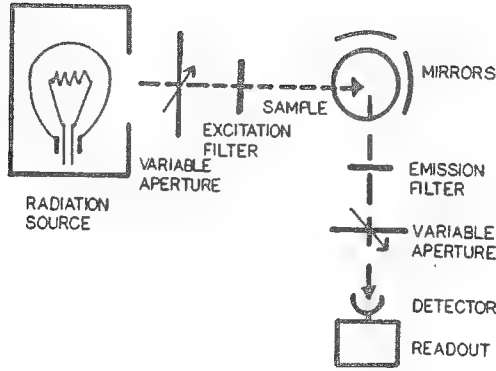 MIRRORS
SAMPLE
EXCITATION
FILTER
VARIABLE
APERTURE
RADIATION
SOURCE
EMISSION
FILTER
VARIABLE
APERTURE
DETECTOR
READOUT